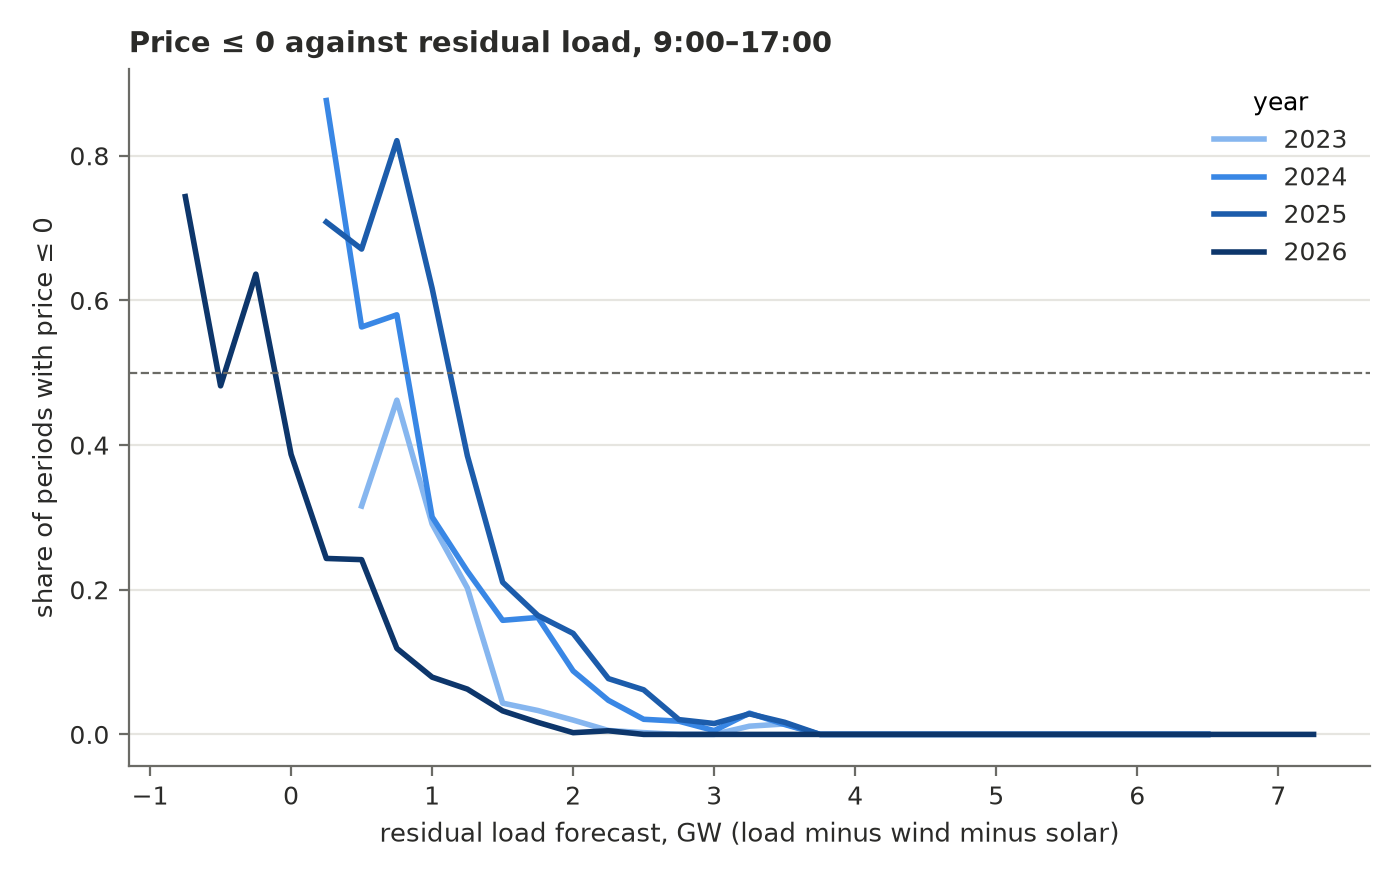 Price ≤ 0 against residual load, 9:00–17:00
year
2023
2024
2025
2026
share of periods with price ≤ 0
0.8
0.6
0.4
0.2
0.0
−1 0 1 2 3 4 5 6 7
residual load forecast, GW (load minus wind minus solar)